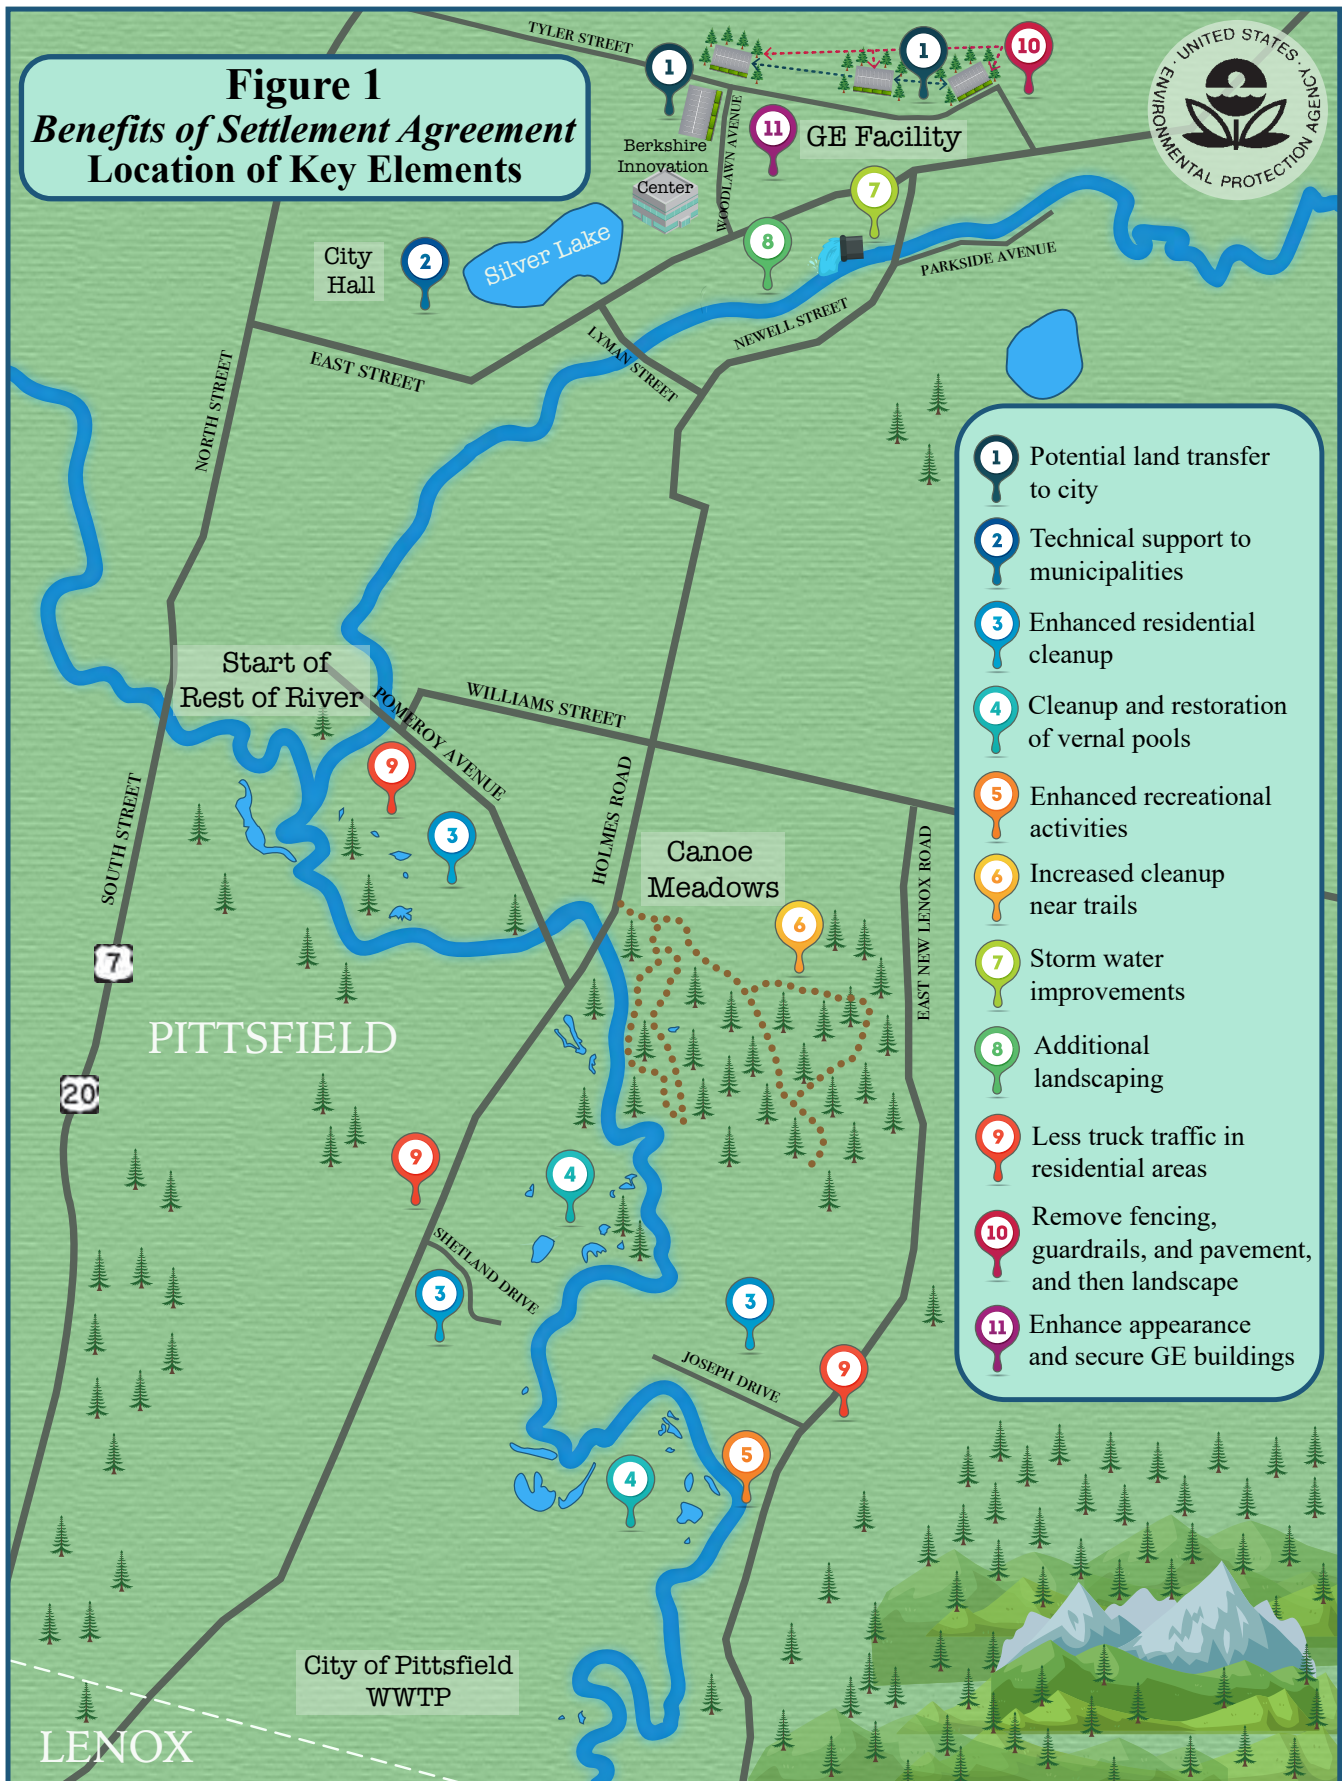 Figure 1
Benefits of Settlement Agreement
Location of Key Elements
TYLER STREET
1
1
10
UNITED STATES
ENVIRONMENTAL PROTECTION AGENCY
11
GE Facility
WOODLAWN AVENUE
Berkshire
Innovation
Center
7
8
City
Hall
2
Silver Lake
PARKSIDE AVENUE
NEWELL STREET
LYMAN STREET
EAST STREET
NORTH STREET
1
Potential land transfer
to city
2
Technical support to
municipalities
3
Enhanced residential
cleanup
4
Cleanup and restoration
of vernal pools
5
Enhanced recreational
activities
6
Increased cleanup
near trails
7
Storm water
improvements
8
Additional
landscaping
9
Less truck traffic in
residential areas
10
Remove fencing,
guardrails, and pavement,
and then landscape
11
Enhance appearance
and secure GE buildings
Start of
Rest of River
POMEROY AVENUE
WILLIAMS STREET
9
3
SOUTH STREET
HOLMES ROAD
Canoe
Meadows
6
EAST NEW LENOX ROAD
7
PITTSFIELD
20
9
4
SHETLAND DRIVE
3
3
JOSEPH DRIVE
9
5
4
City of Pittsfield
WWTP
LENOX